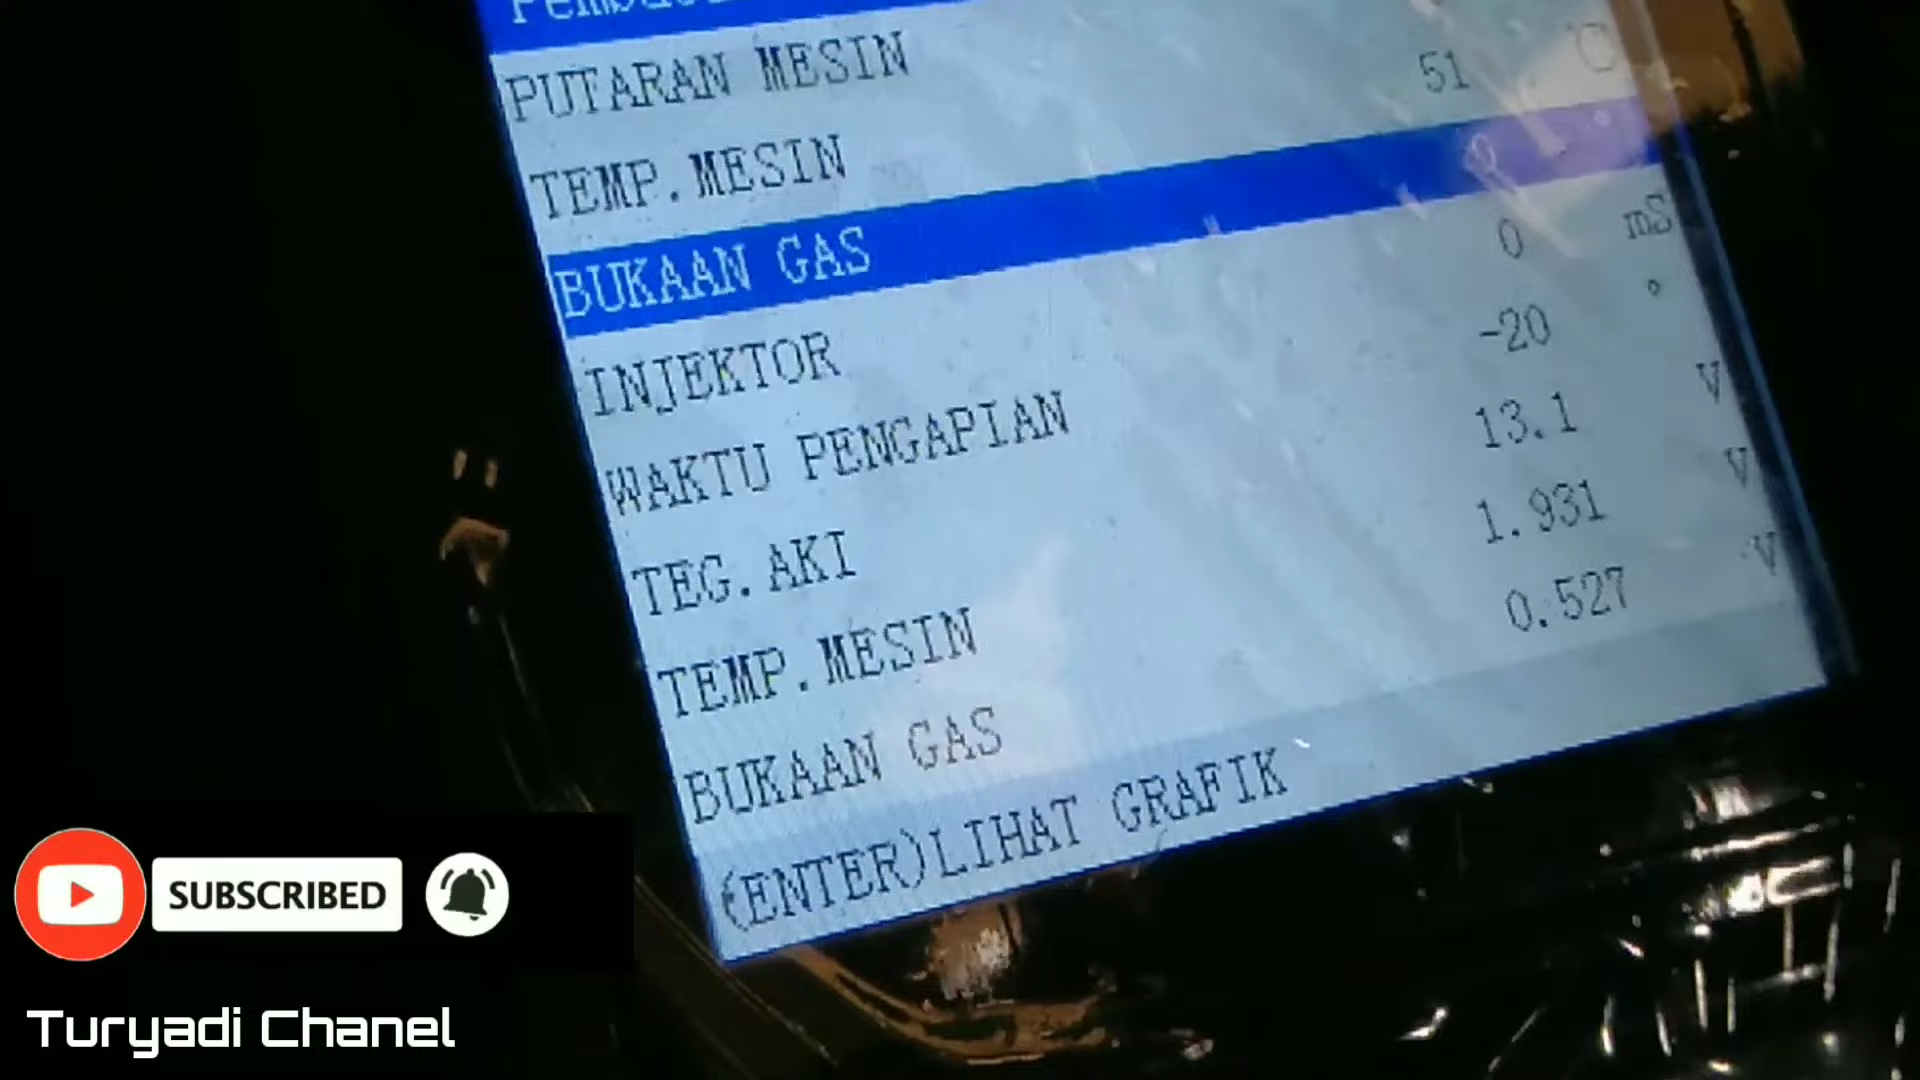 PUTARAN MESIN
TEMP.MESIN 51 °C
BUKAAN GAS 0 °
INJEKTOR 0 mS
WAKTU PENGAPIAN -20 °
TEG.AKI 13.1 V
TEMP.MESIN 1.931 V
BUKAAN GAS 0.527 V
(ENTER)LIHAT GRAFIK
SUBSCRIBED
Turyadi Chanel